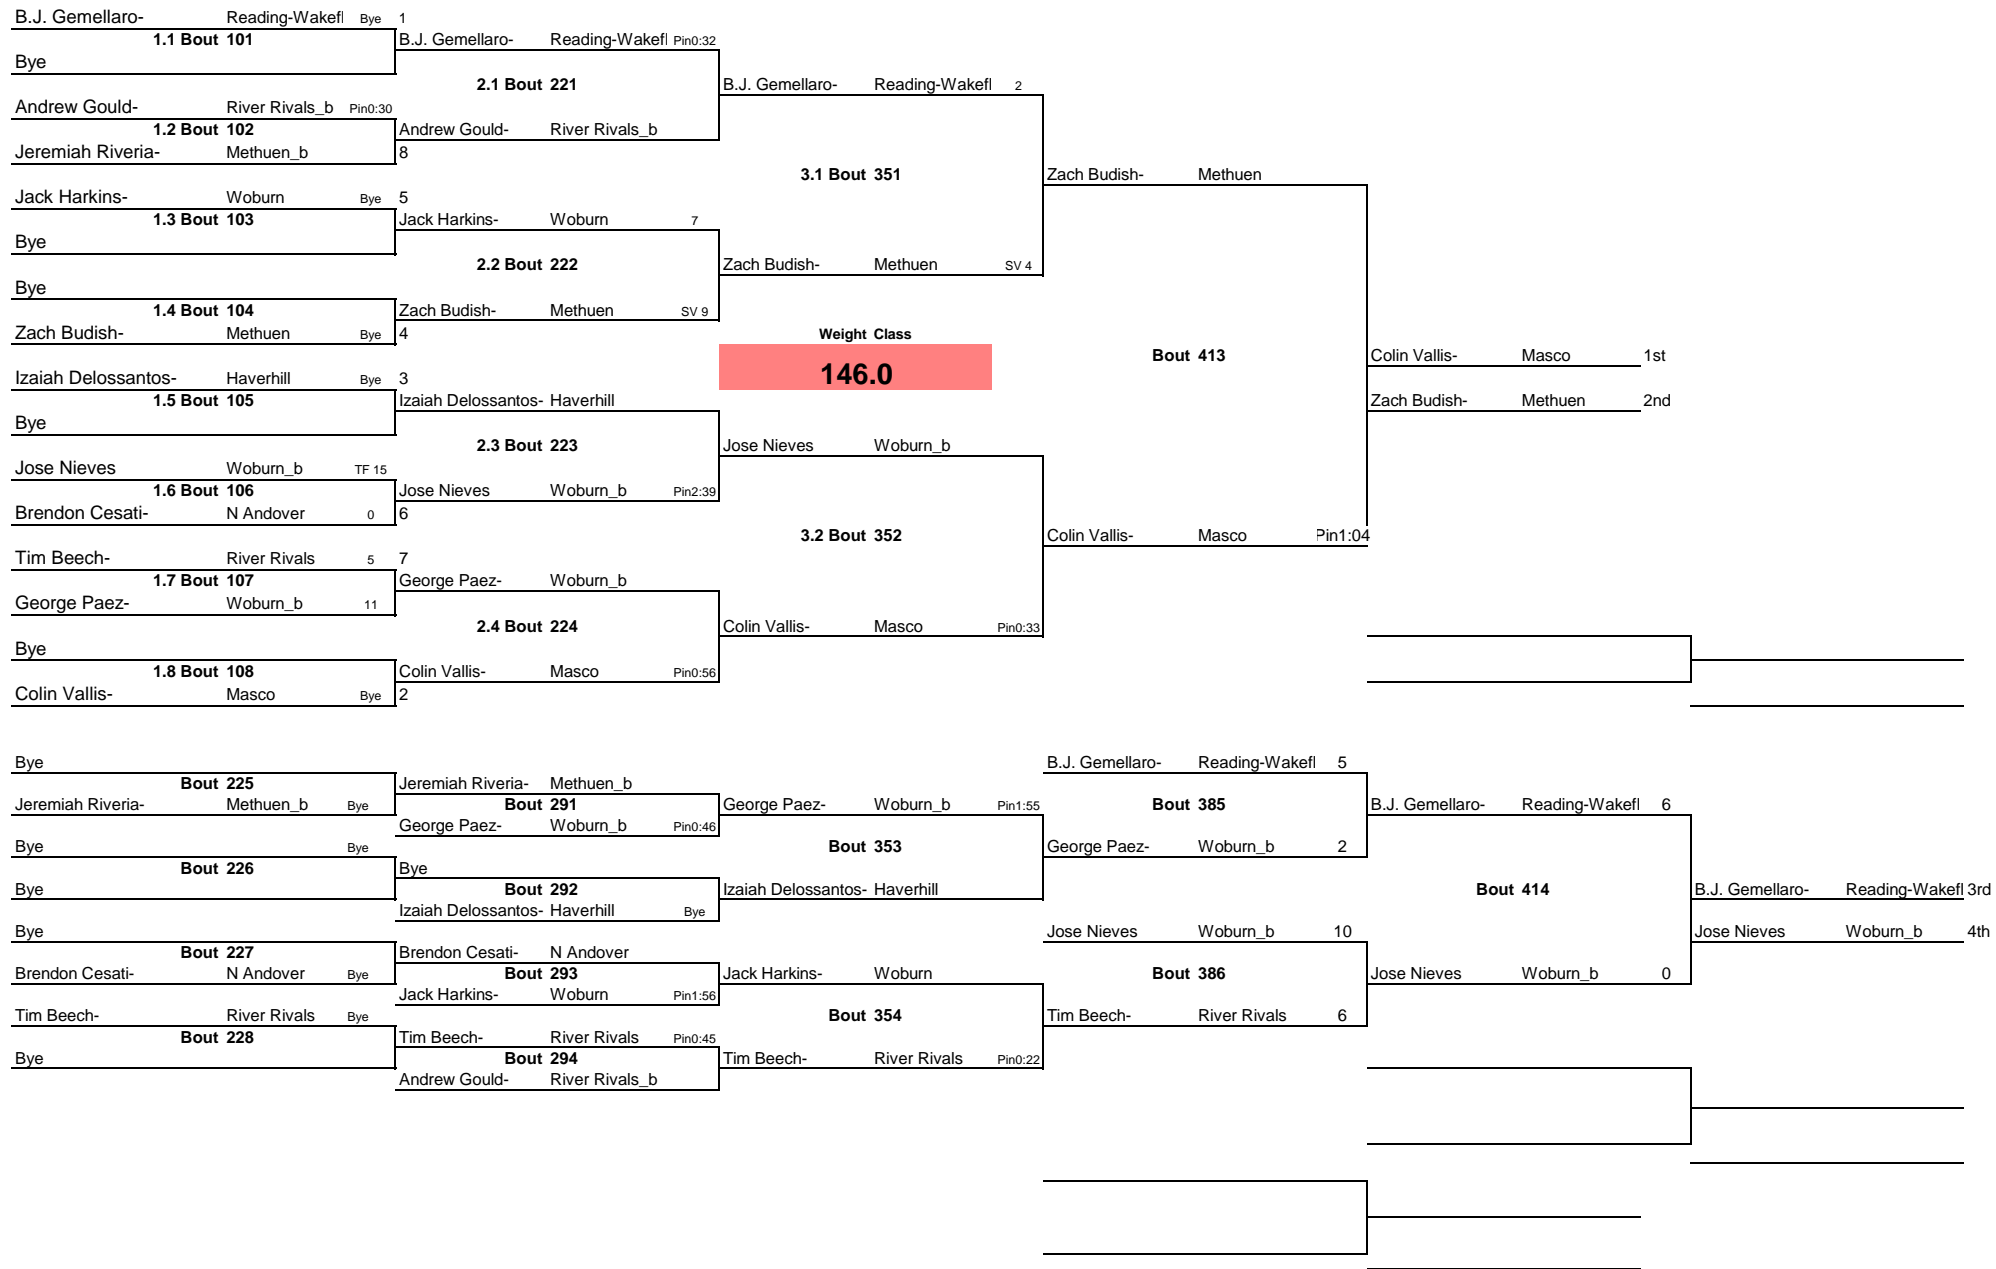 B.J. Gemellaro- Reading-Wakefl Bye 1
1.1 Bout 101
B.J. Gemellaro- Reading-Wakefl Pin0:32
Bye
2.1 Bout 221
B.J. Gemellaro- Reading-Wakefl 2
Andrew Gould- River Rivals_b Pin0:30
1.2 Bout 102
Andrew Gould- River Rivals_b
Jeremiah Riveria- Methuen_b 8
3.1 Bout 351
Zach Budish- Methuen
Jack Harkins- Woburn Bye 5
1.3 Bout 103
Jack Harkins- Woburn 7
Bye
2.2 Bout 222
Zach Budish- Methuen SV 4
Bye
1.4 Bout 104
Zach Budish- Methuen SV 9
Zach Budish- Methuen Bye 4
Weight Class
146.0
Bout 413
Colin Vallis- Masco 1st
Izaiah Delossantos- Haverhill Bye 3
1.5 Bout 105
Izaiah Delossantos- Haverhill
Zach Budish- Methuen 2nd
Bye
2.3 Bout 223
Jose Nieves Woburn_b
Jose Nieves Woburn_b TF 15
1.6 Bout 106
Jose Nieves Woburn_b Pin2:39
Brendon Cesati- N Andover 0 6
3.2 Bout 352
Colin Vallis- Masco Pin1:04
Tim Beech- River Rivals 5 7
1.7 Bout 107
George Paez- Woburn_b
George Paez- Woburn_b 11
2.4 Bout 224
Colin Vallis- Masco Pin0:33
Bye
1.8 Bout 108
Colin Vallis- Masco Pin0:56
Colin Vallis- Masco Bye 2
Bye
B.J. Gemellaro- Reading-Wakefl 5
Bout 225
Jeremiah Riveria- Methuen_b
Jeremiah Riveria- Methuen_b Bye
Bout 291
George Paez- Woburn_b Pin1:55
Bout 385
B.J. Gemellaro- Reading-Wakefl 6
George Paez- Woburn_b Pin0:46
Bye Bye
Bout 353
George Paez- Woburn_b 2
Bout 226
Bye
Bye
Bout 292
Izaiah Delossantos- Haverhill
Bout 414
B.J. Gemellaro- Reading-Wakefl 3rd
Izaiah Delossantos- Haverhill Bye
Bye
Jose Nieves Woburn_b 10
Jose Nieves Woburn_b 4th
Bout 227
Brendon Cesati- N Andover
Brendon Cesati- N Andover Bye
Bout 293
Jack Harkins- Woburn
Bout 386
Jose Nieves Woburn_b 0
Jack Harkins- Woburn Pin1:56
Tim Beech- River Rivals Bye
Bout 354
Tim Beech- River Rivals 6
Bout 228
Tim Beech- River Rivals Pin0:45
Bye
Bout 294
Tim Beech- River Rivals Pin0:22
Andrew Gould- River Rivals_b